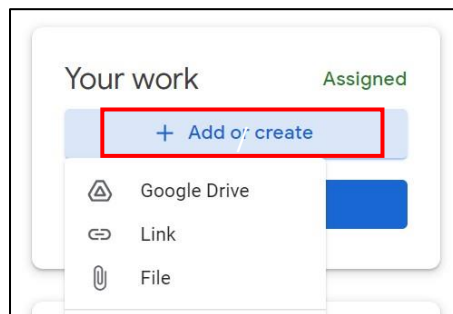 Your work Assigned
+ Add or create
Google Drive
Link
File